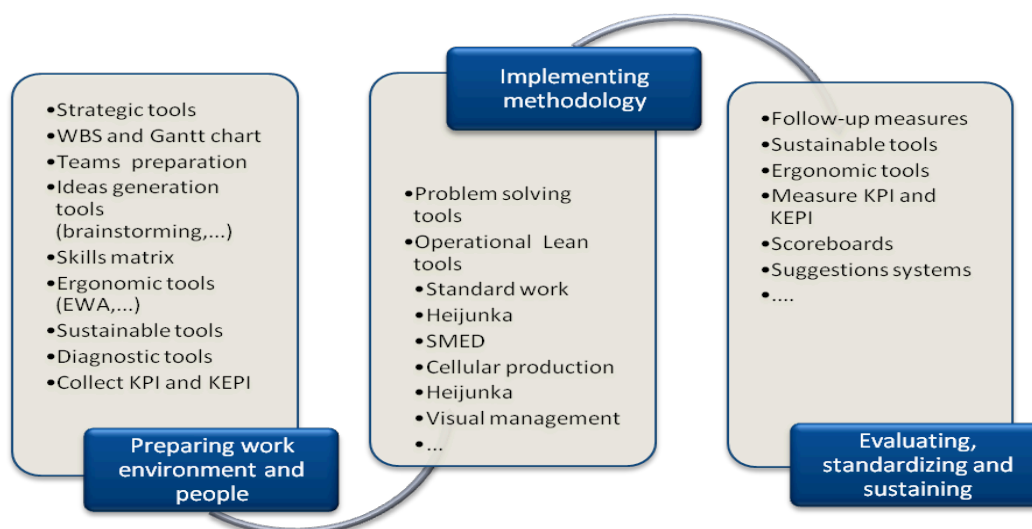 •Strategic tools
•WBS and Gantt chart
•Teams preparation
•Ideas generation
tools
(brainstorming,...)
•Skills matrix
•Ergonomic tools
(EWA,...)
•Sustainable tools
•Diagnostic tools
•Collect KPI and KEPI
Preparing work
environment and
people
Implementing
methodology
•Problem solving
tools
•Operational Lean
tools
•Standard work
•Heijunka
•SMED
•Cellular production
•Heijunka
•Visual management
•...
•Follow-up measures
•Sustainable tools
•Ergonomic tools
•Measure KPI and
KEPI
•Scoreboards
•Suggestions systems
•....
Evaluating,
standardizing and
sustaining